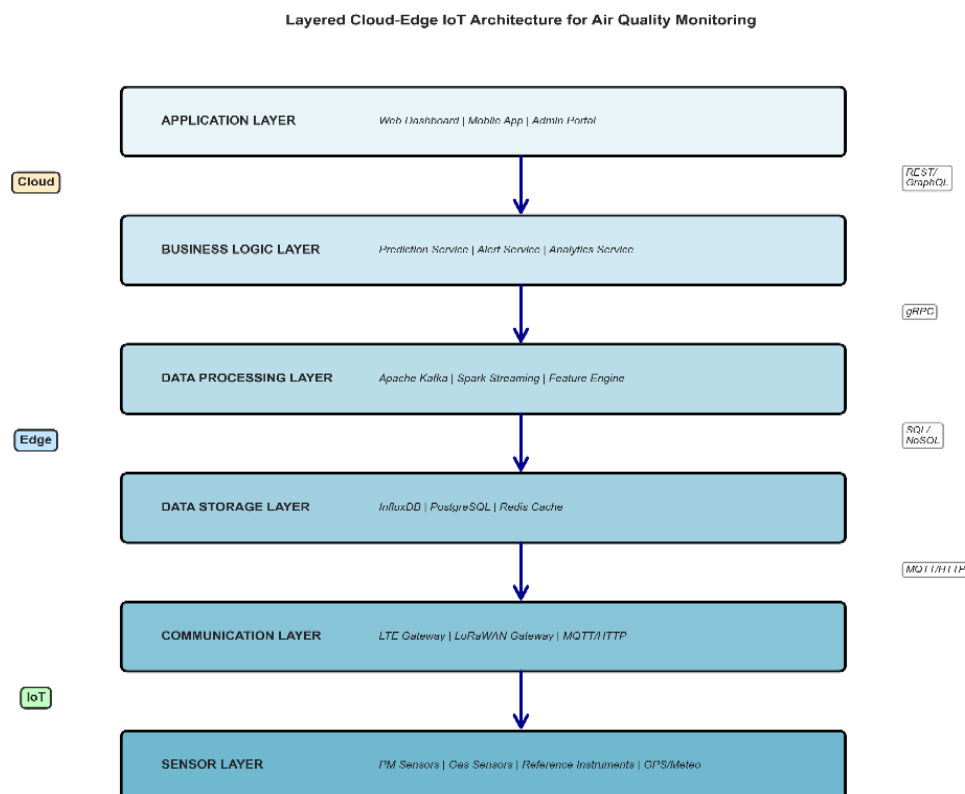 Layered Cloud-Edge IoT Architecture for Air Quality Monitoring
APPLICATION LAYER Web Dashboard | Mobile App | Admin Portal
Cloud
REST/
GraphQL
BUSINESS LOGIC LAYER Prediction Service | Alert Service | Analytics Service
gRPC
DATA PROCESSING LAYER Apache Kafka | Spark Streaming | Feature Engine
Edge
SQL/
NoSQL
DATA STORAGE LAYER InfluxDB | PostgreSQL | Redis Cache
MQTT/HTTP
COMMUNICATION LAYER LTE Gateway | LoRaWAN Gateway | MQTT/HTTP
IoT
SENSOR LAYER PM Sensors | Gas Sensors | Reference Instruments | GPS/Meteo